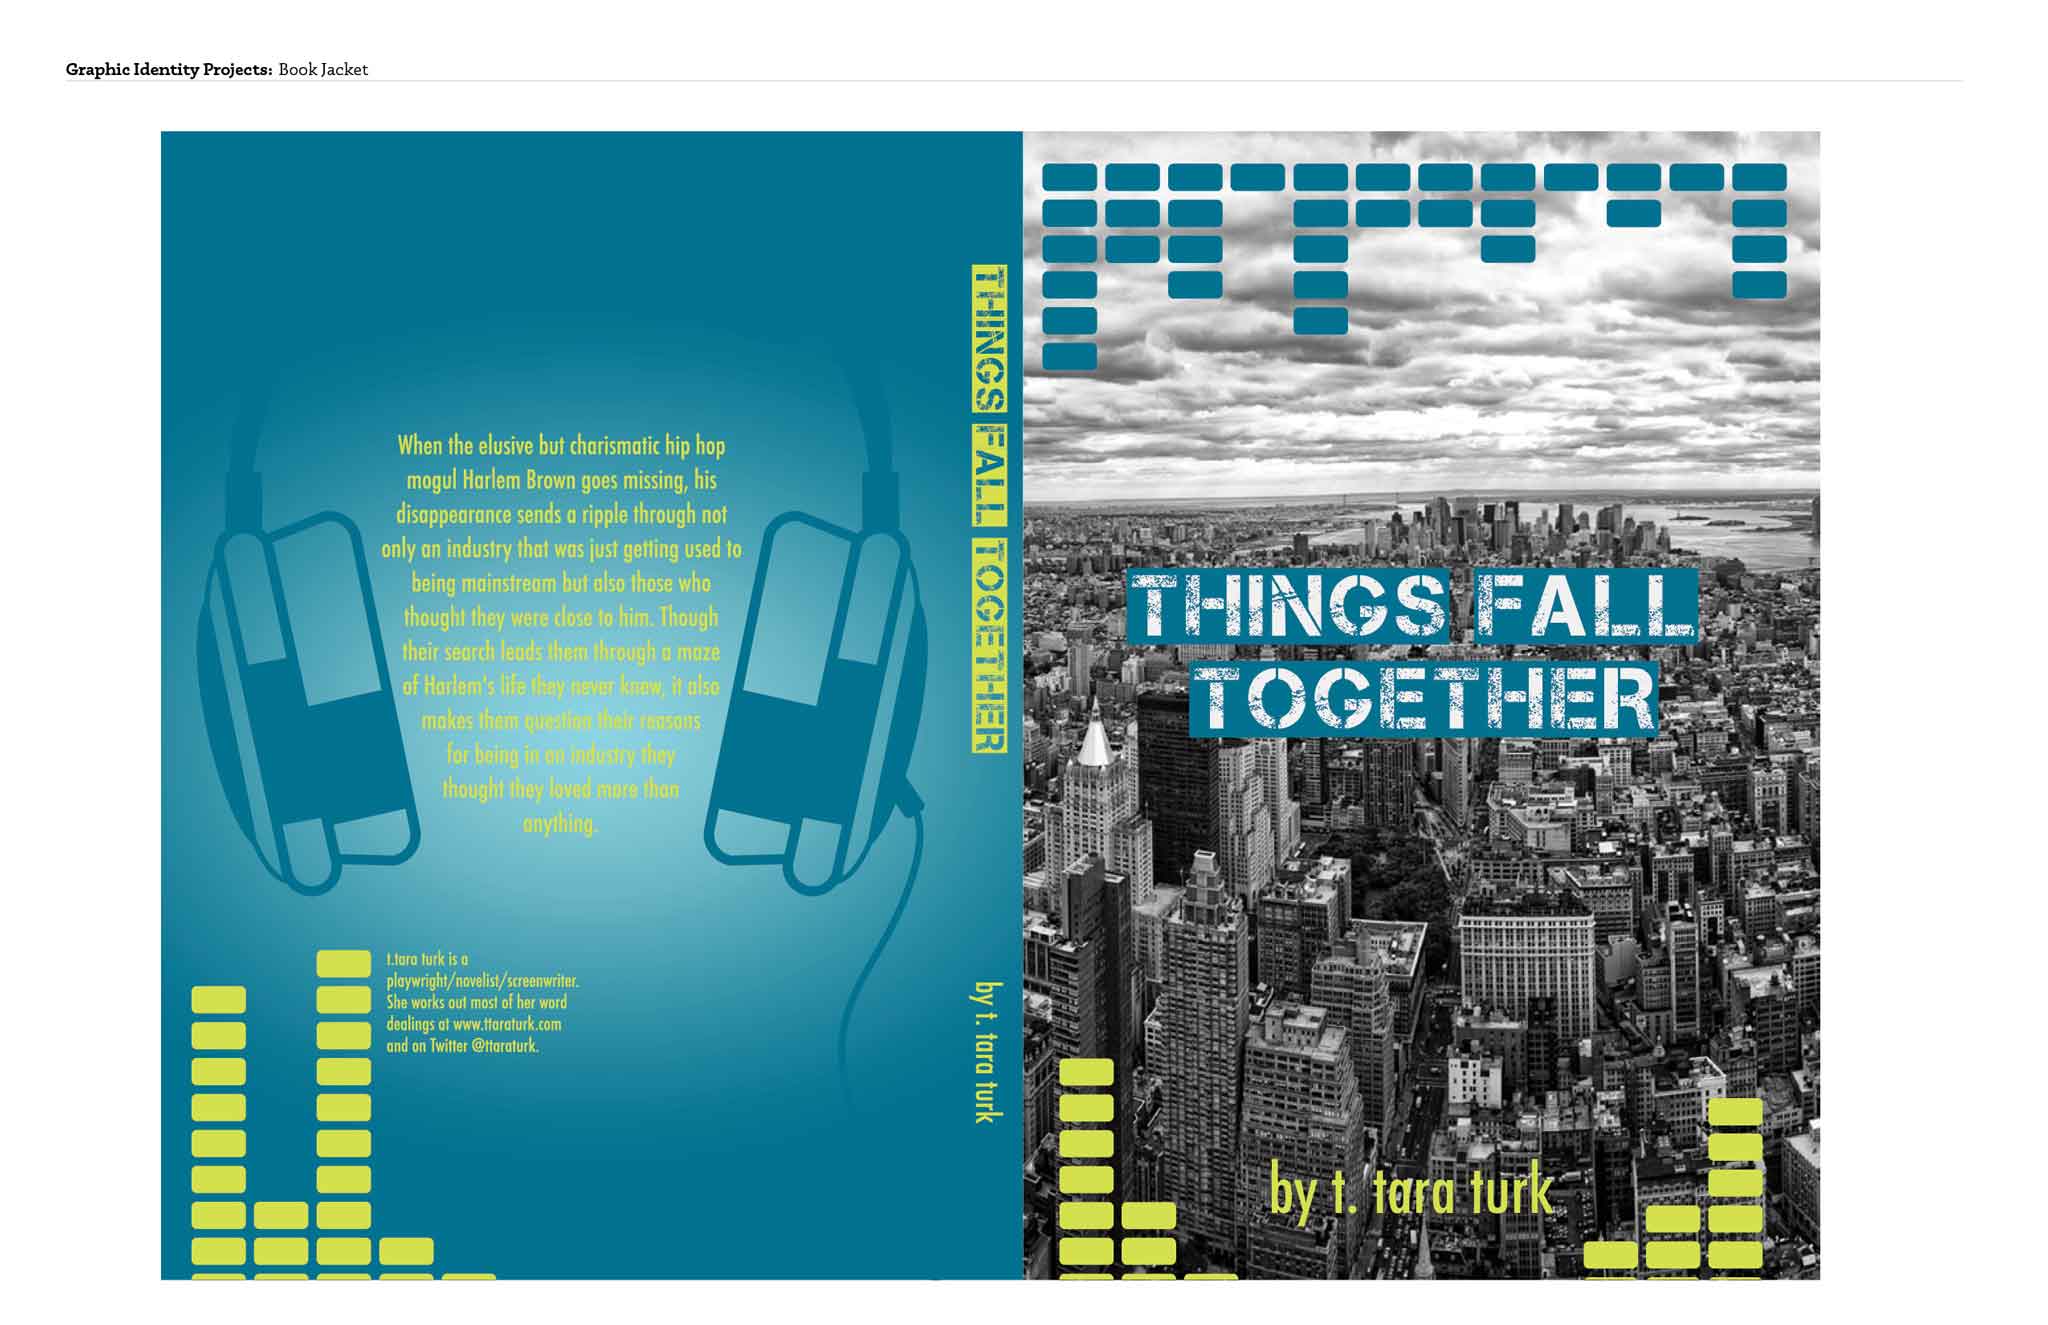 Graphic Identity Projects: Book Jacket
When the elusive but charismatic hip hop
mogul Harlem Brown goes missing, his
disappearance sends a ripple through not
only an industry that was just getting used to
being mainstream but also those who
thought they were close to him. Though
their search leads them through a maze
of Harlem's life they never knew, it also
makes them question their reasons
for being in an industry they
thought they loved more than
anything.
t.tara turk is a
playwright/novelist/screenwriter.
She works out most of her word
dealings at www.ttaraturk.com
and on Twitter @ttaraturk.
THINGS FALL TOGETHER
by t. tara turk
THINGS FALL
TOGETHER
by t. tara turk